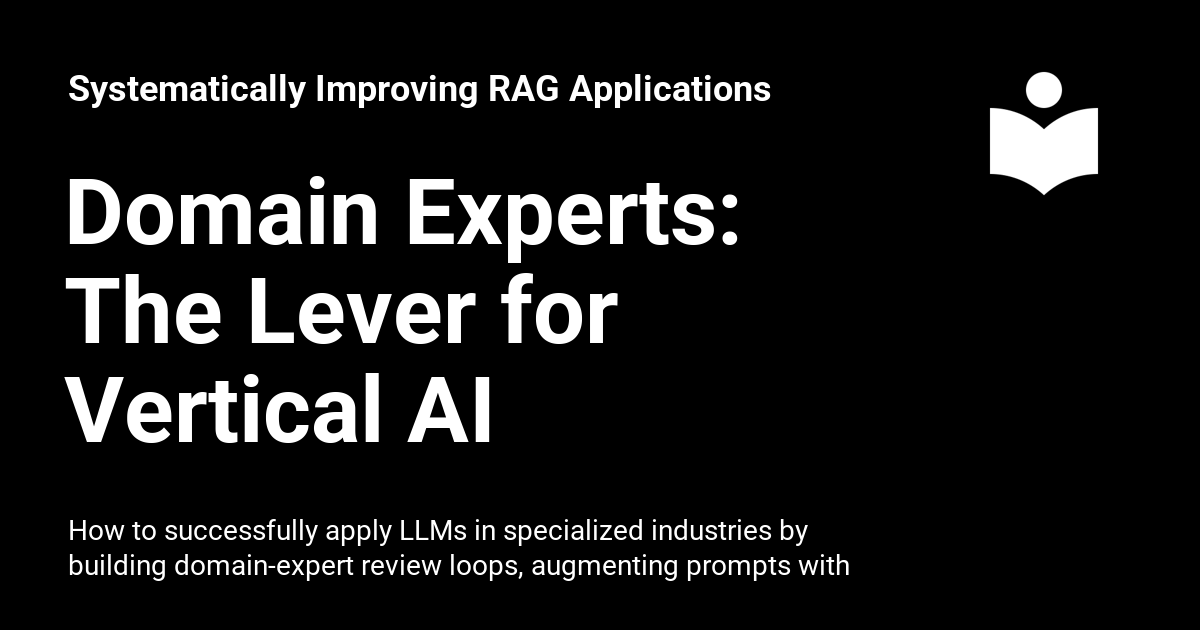 Systematically Improving RAG Applications
Domain Experts:
The Lever for
Vertical AI
How to successfully apply LLMs in specialized industries by
building domain-expert review loops, augmenting prompts with